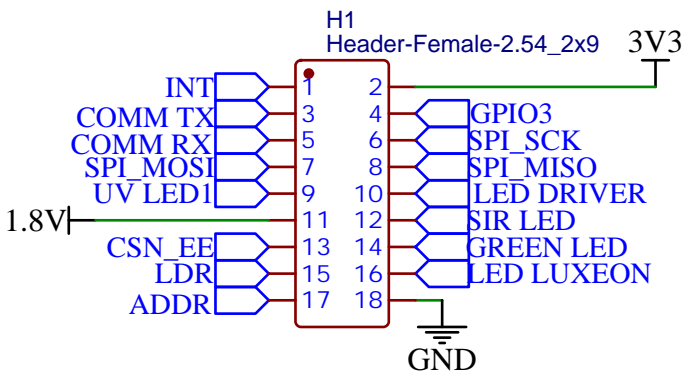 H1
Header-Female-2.54_2x9
3V3
INT 1 2
COMM TX 3 4 GPIO3
COMM RX 5 6 SPI_SCK
SPI_MOSI 7 8 SPI_MISO
UV LED1 9 10 LED DRIVER
1.8V 11 12 SIR LED
CSN_EE 13 14 GREEN LED
LDR 15 16 LED LUXEON
ADDR 17 18
GND